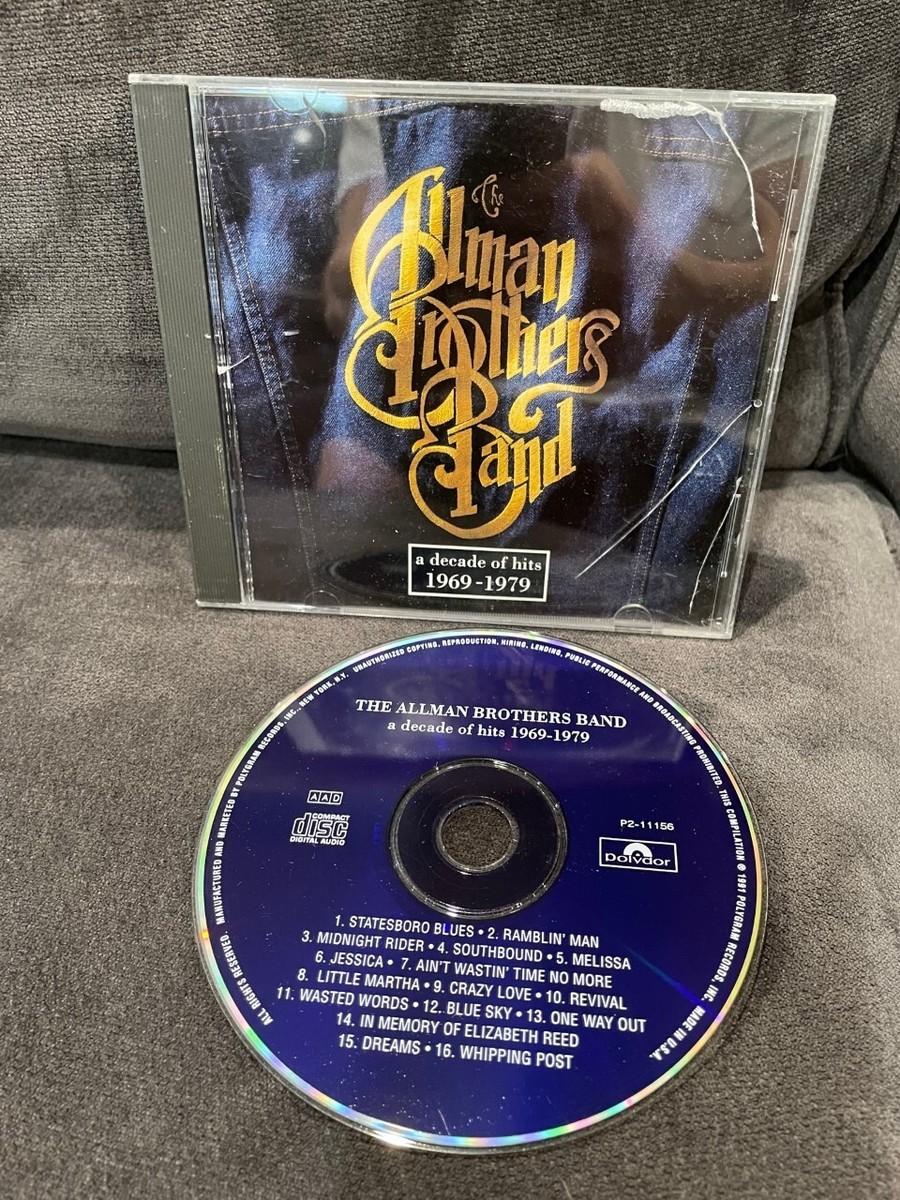 The
Allman
Brothers
Band
a decade of hits
1969-1979
ALL RIGHTS RESERVED. MANUFACTURED AND MARKETED BY POLYGRAM RECORDS, INC., NEW YORK, N.Y. UNAUTHORIZED COPYING, REPRODUCTION, HIRING, LENDING, PUBLIC PERFORMANCE AND BROADCASTING PROHIBITED. THIS COMPILATION ℗ 1991 POLYGRAM RECORDS, INC. MADE IN U.S.A.
THE ALLMAN BROTHERS BAND
a decade of hits 1969-1979
AAD
COMPACT
disc
DIGITAL AUDIO
P2-11156
polydor
1. STATESBORO BLUES • 2. RAMBLIN' MAN
3. MIDNIGHT RIDER • 4. SOUTHBOUND • 5. MELISSA
6. JESSICA • 7. AIN'T WASTIN' TIME NO MORE
8. LITTLE MARTHA • 9. CRAZY LOVE • 10. REVIVAL
11. WASTED WORDS • 12. BLUE SKY • 13. ONE WAY OUT
14. IN MEMORY OF ELIZABETH REED
15. DREAMS • 16. WHIPPING POST